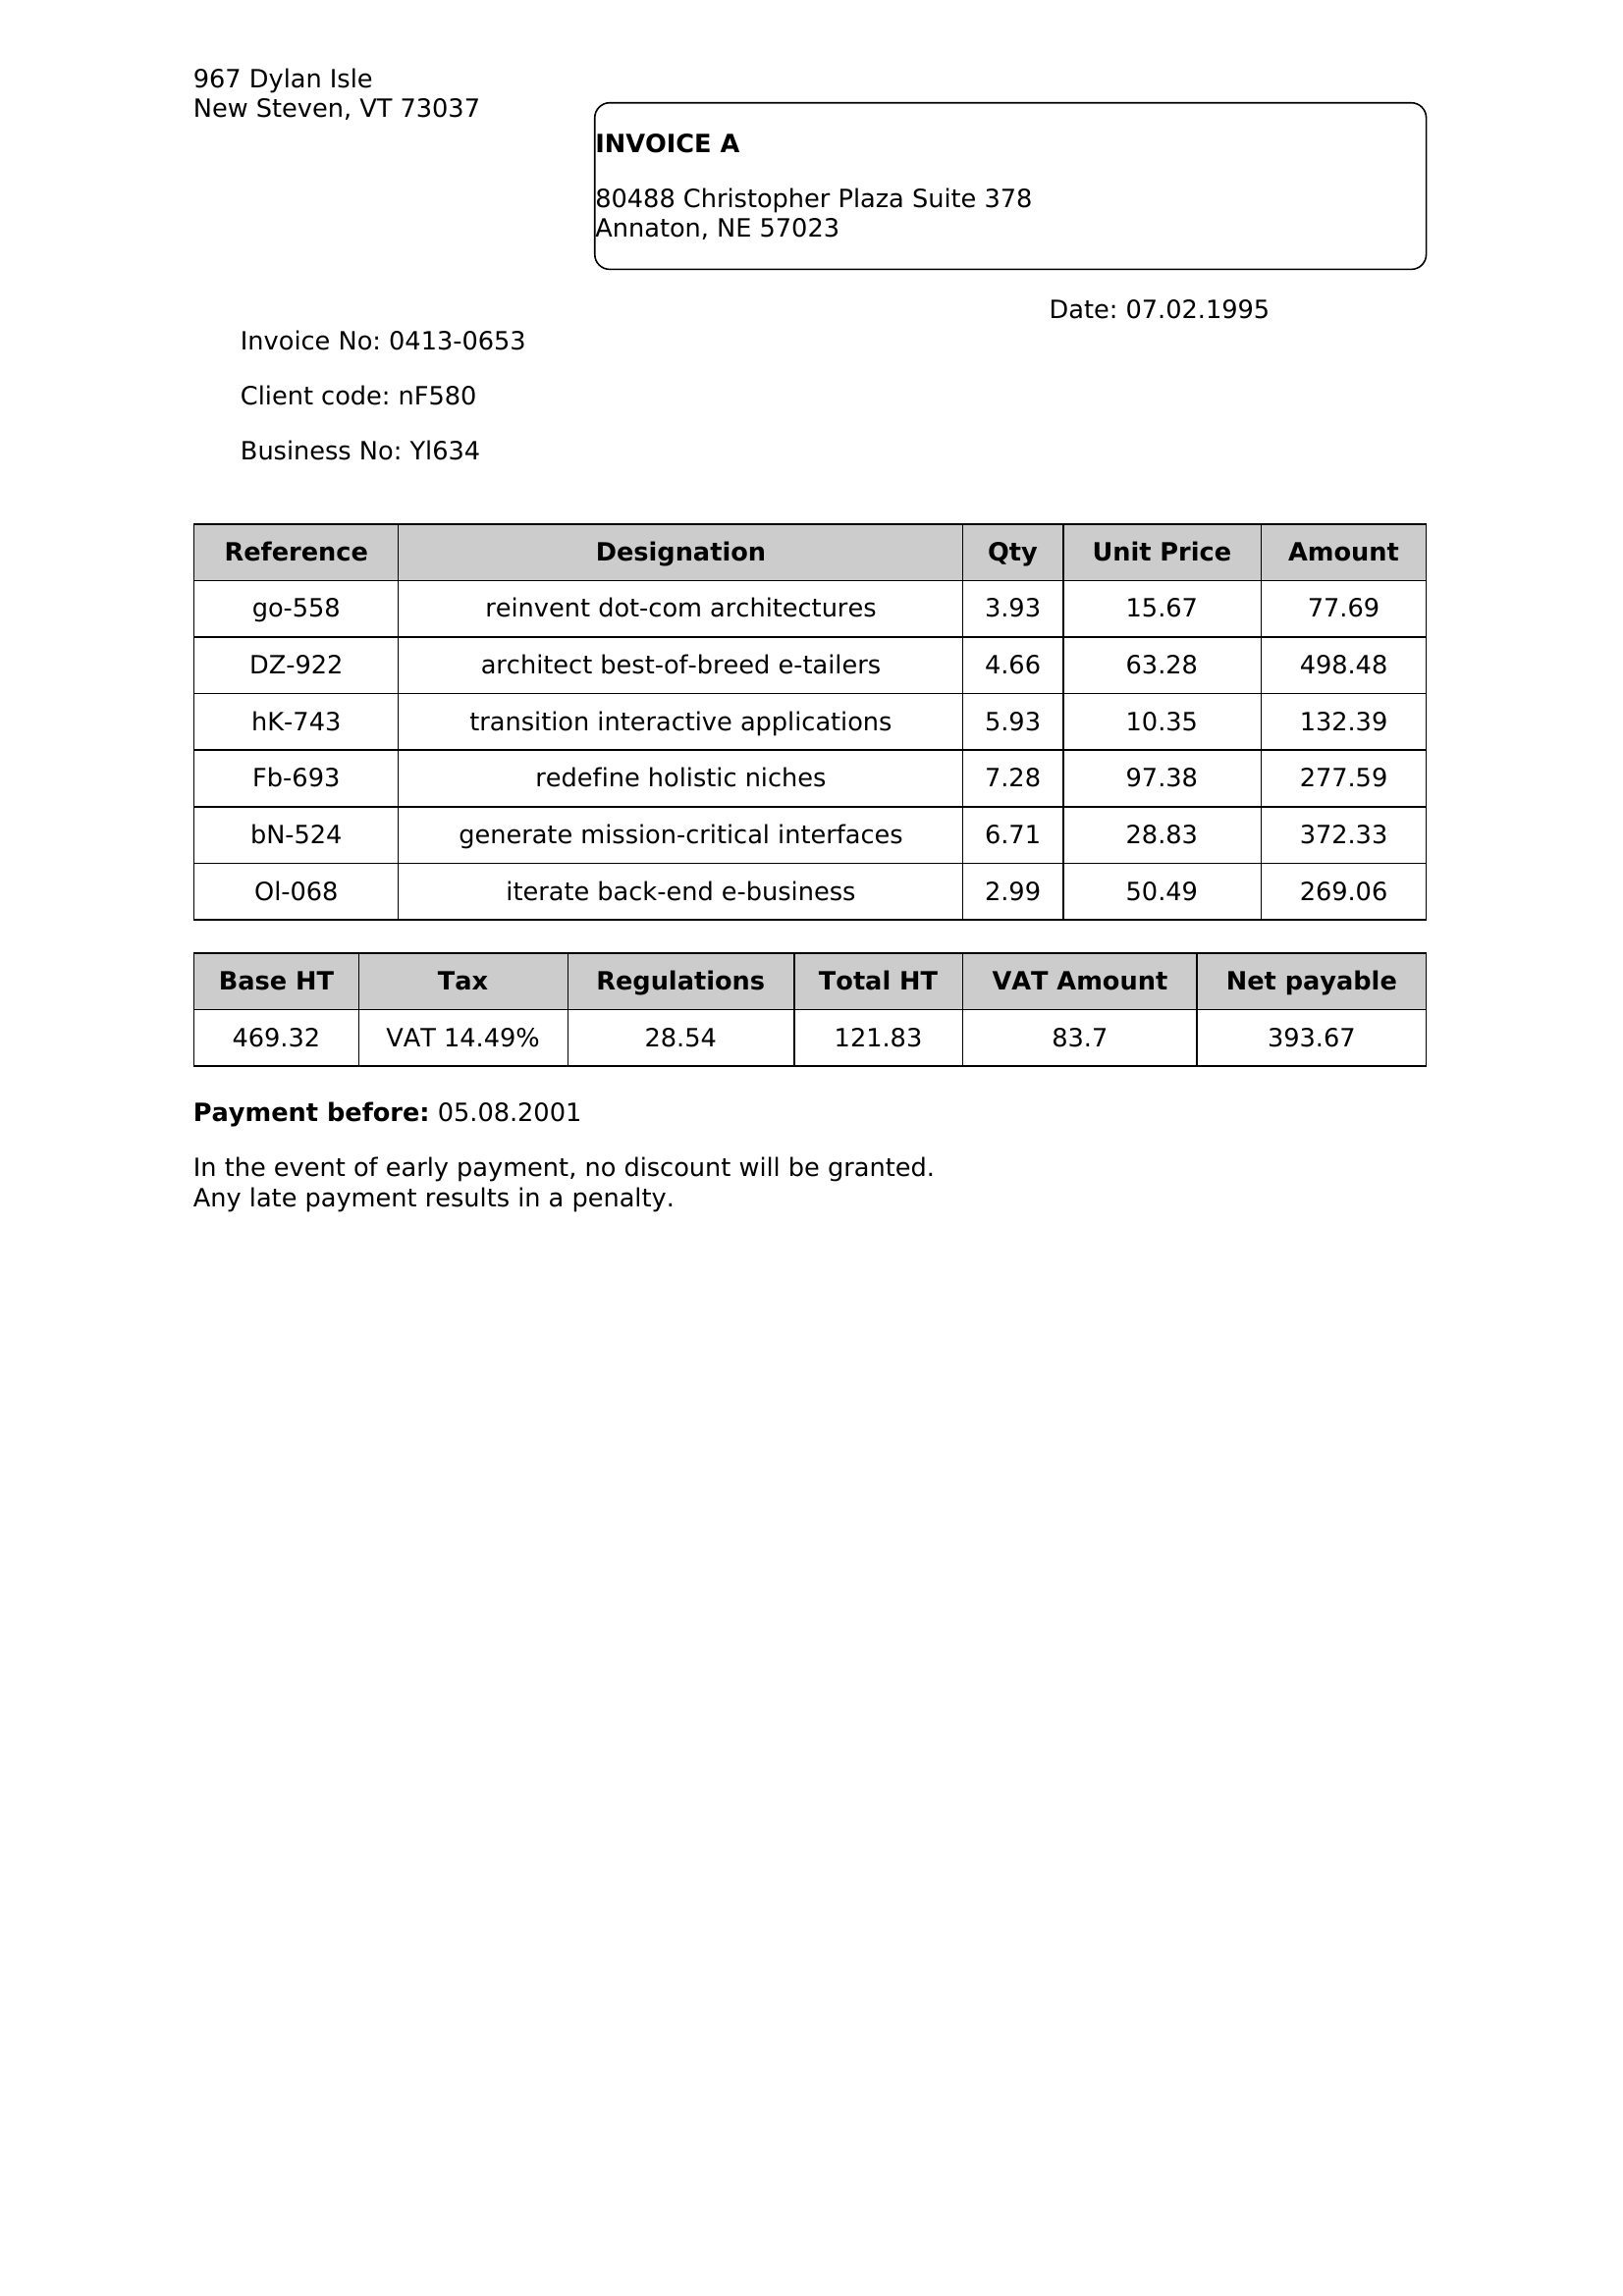 967 Dylan Isle
New Steven, VT 73037
INVOICE A
80488 Christopher Plaza Suite 378
Annaton, NE 57023
Date: 07.02.1995
Invoice No: 0413-0653
Client code: nF580
Business No: Yl634
Reference Designation Qty Unit Price Amount
go-558 reinvent dot-com architectures 3.93 15.67 77.69
DZ-922 architect best-of-breed e-tailers 4.66 63.28 498.48
hK-743 transition interactive applications 5.93 10.35 132.39
Fb-693 redefine holistic niches 7.28 97.38 277.59
bN-524 generate mission-critical interfaces 6.71 28.83 372.33
Ol-068 iterate back-end e-business 2.99 50.49 269.06
Base HT Tax Regulations Total HT VAT Amount Net payable
469.32 VAT 14.49% 28.54 121.83 83.7 393.67
Payment before: 05.08.2001
In the event of early payment, no discount will be granted.
Any late payment results in a penalty.